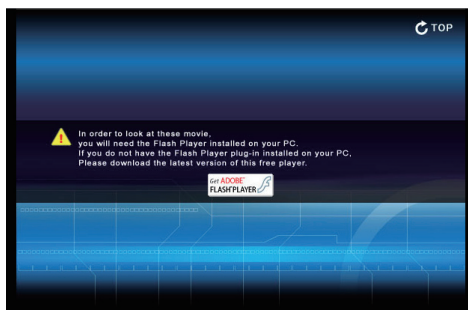 TOP
In order to look at these movie,
you will need the Flash Player installed on your PC.
If you do not have the Flash Player plug-in installed on your PC,
Please download the latest version of this free player.
Get ADOBE®
FLASH® PLAYER